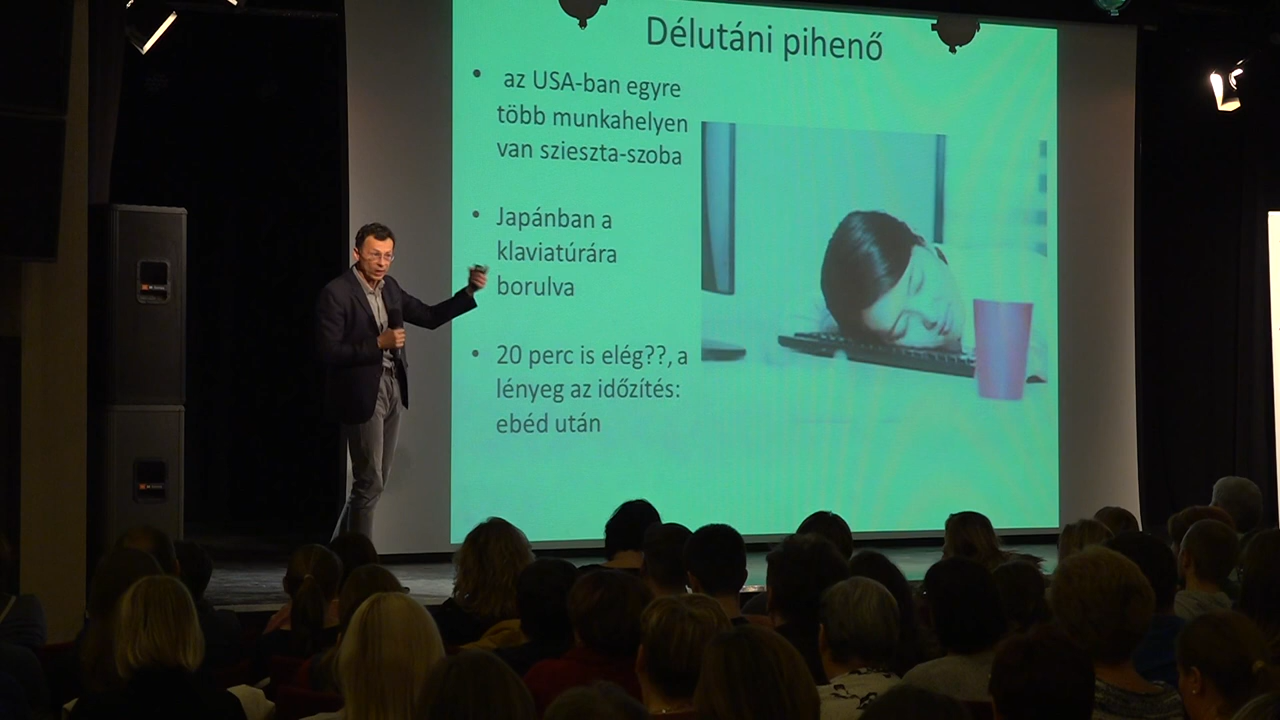 Délutáni pihenő
• az USA-ban egyre
több munkahelyen
van szieszta-szoba
• Japánban a
klaviatúrára
borulva
• 20 perc is elég??, a
lényeg az időzítés:
ebéd után